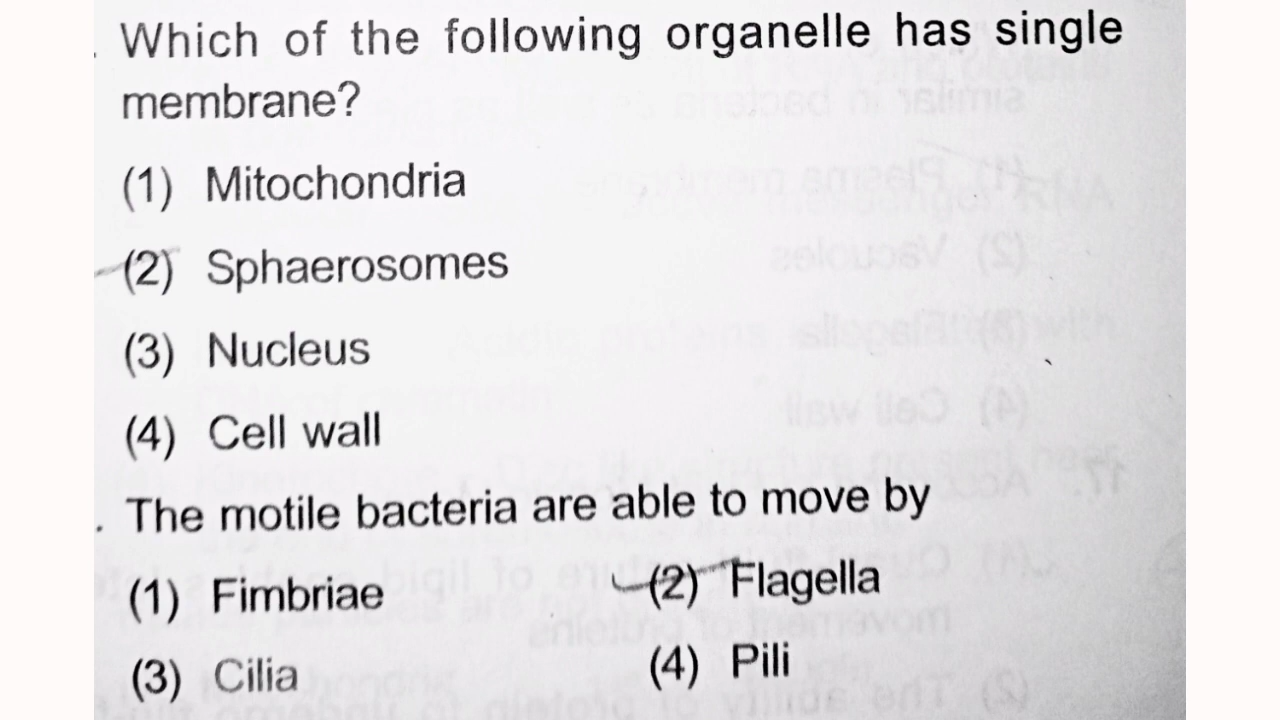 Which of the following organelle has single
membrane?
(1) Mitochondria
(2) Sphaerosomes
(3) Nucleus
(4) Cell wall
. The motile bacteria are able to move by
(1) Fimbriae (2) Flagella
(3) Cilia (4) Pili